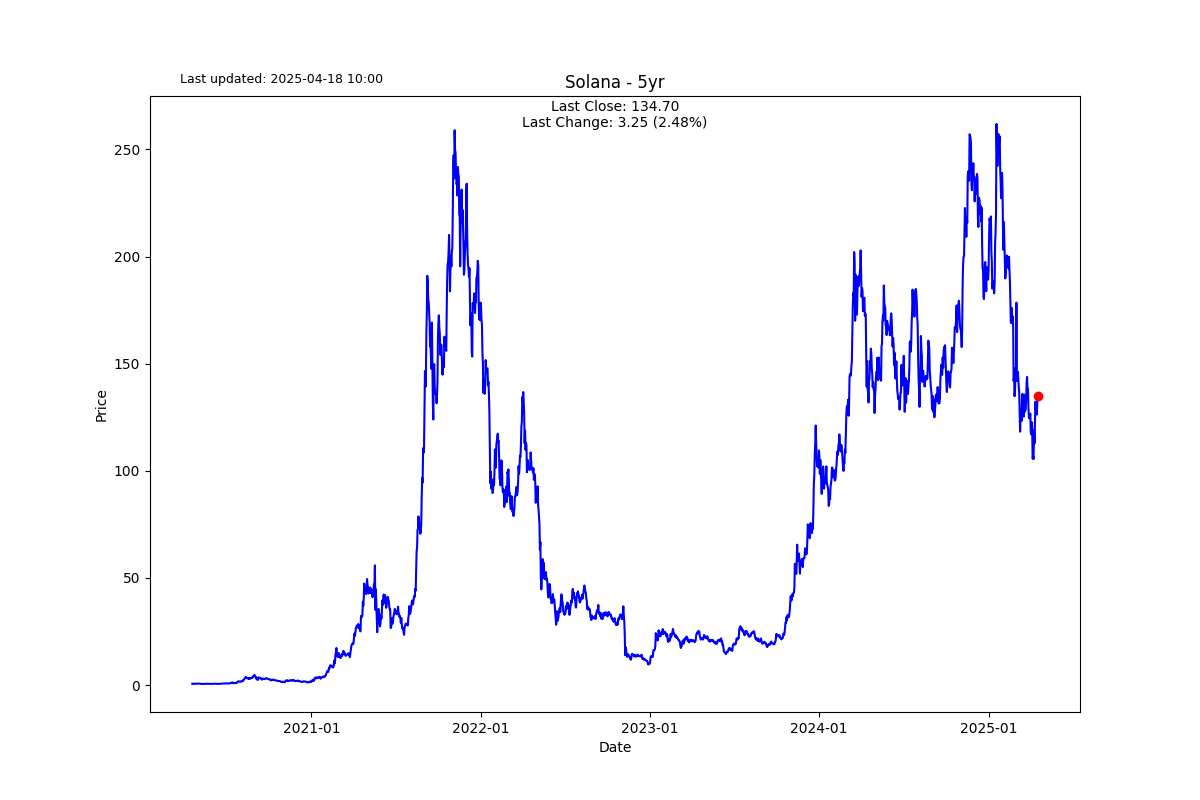 Last updated: 2025-04-18 10:00
Solana - 5yr
Last Close: 134.70
Last Change: 3.25 (2.48%)
250
200
150
100
50
0
Price
2021-01
2022-01
2023-01
2024-01
2025-01
Date